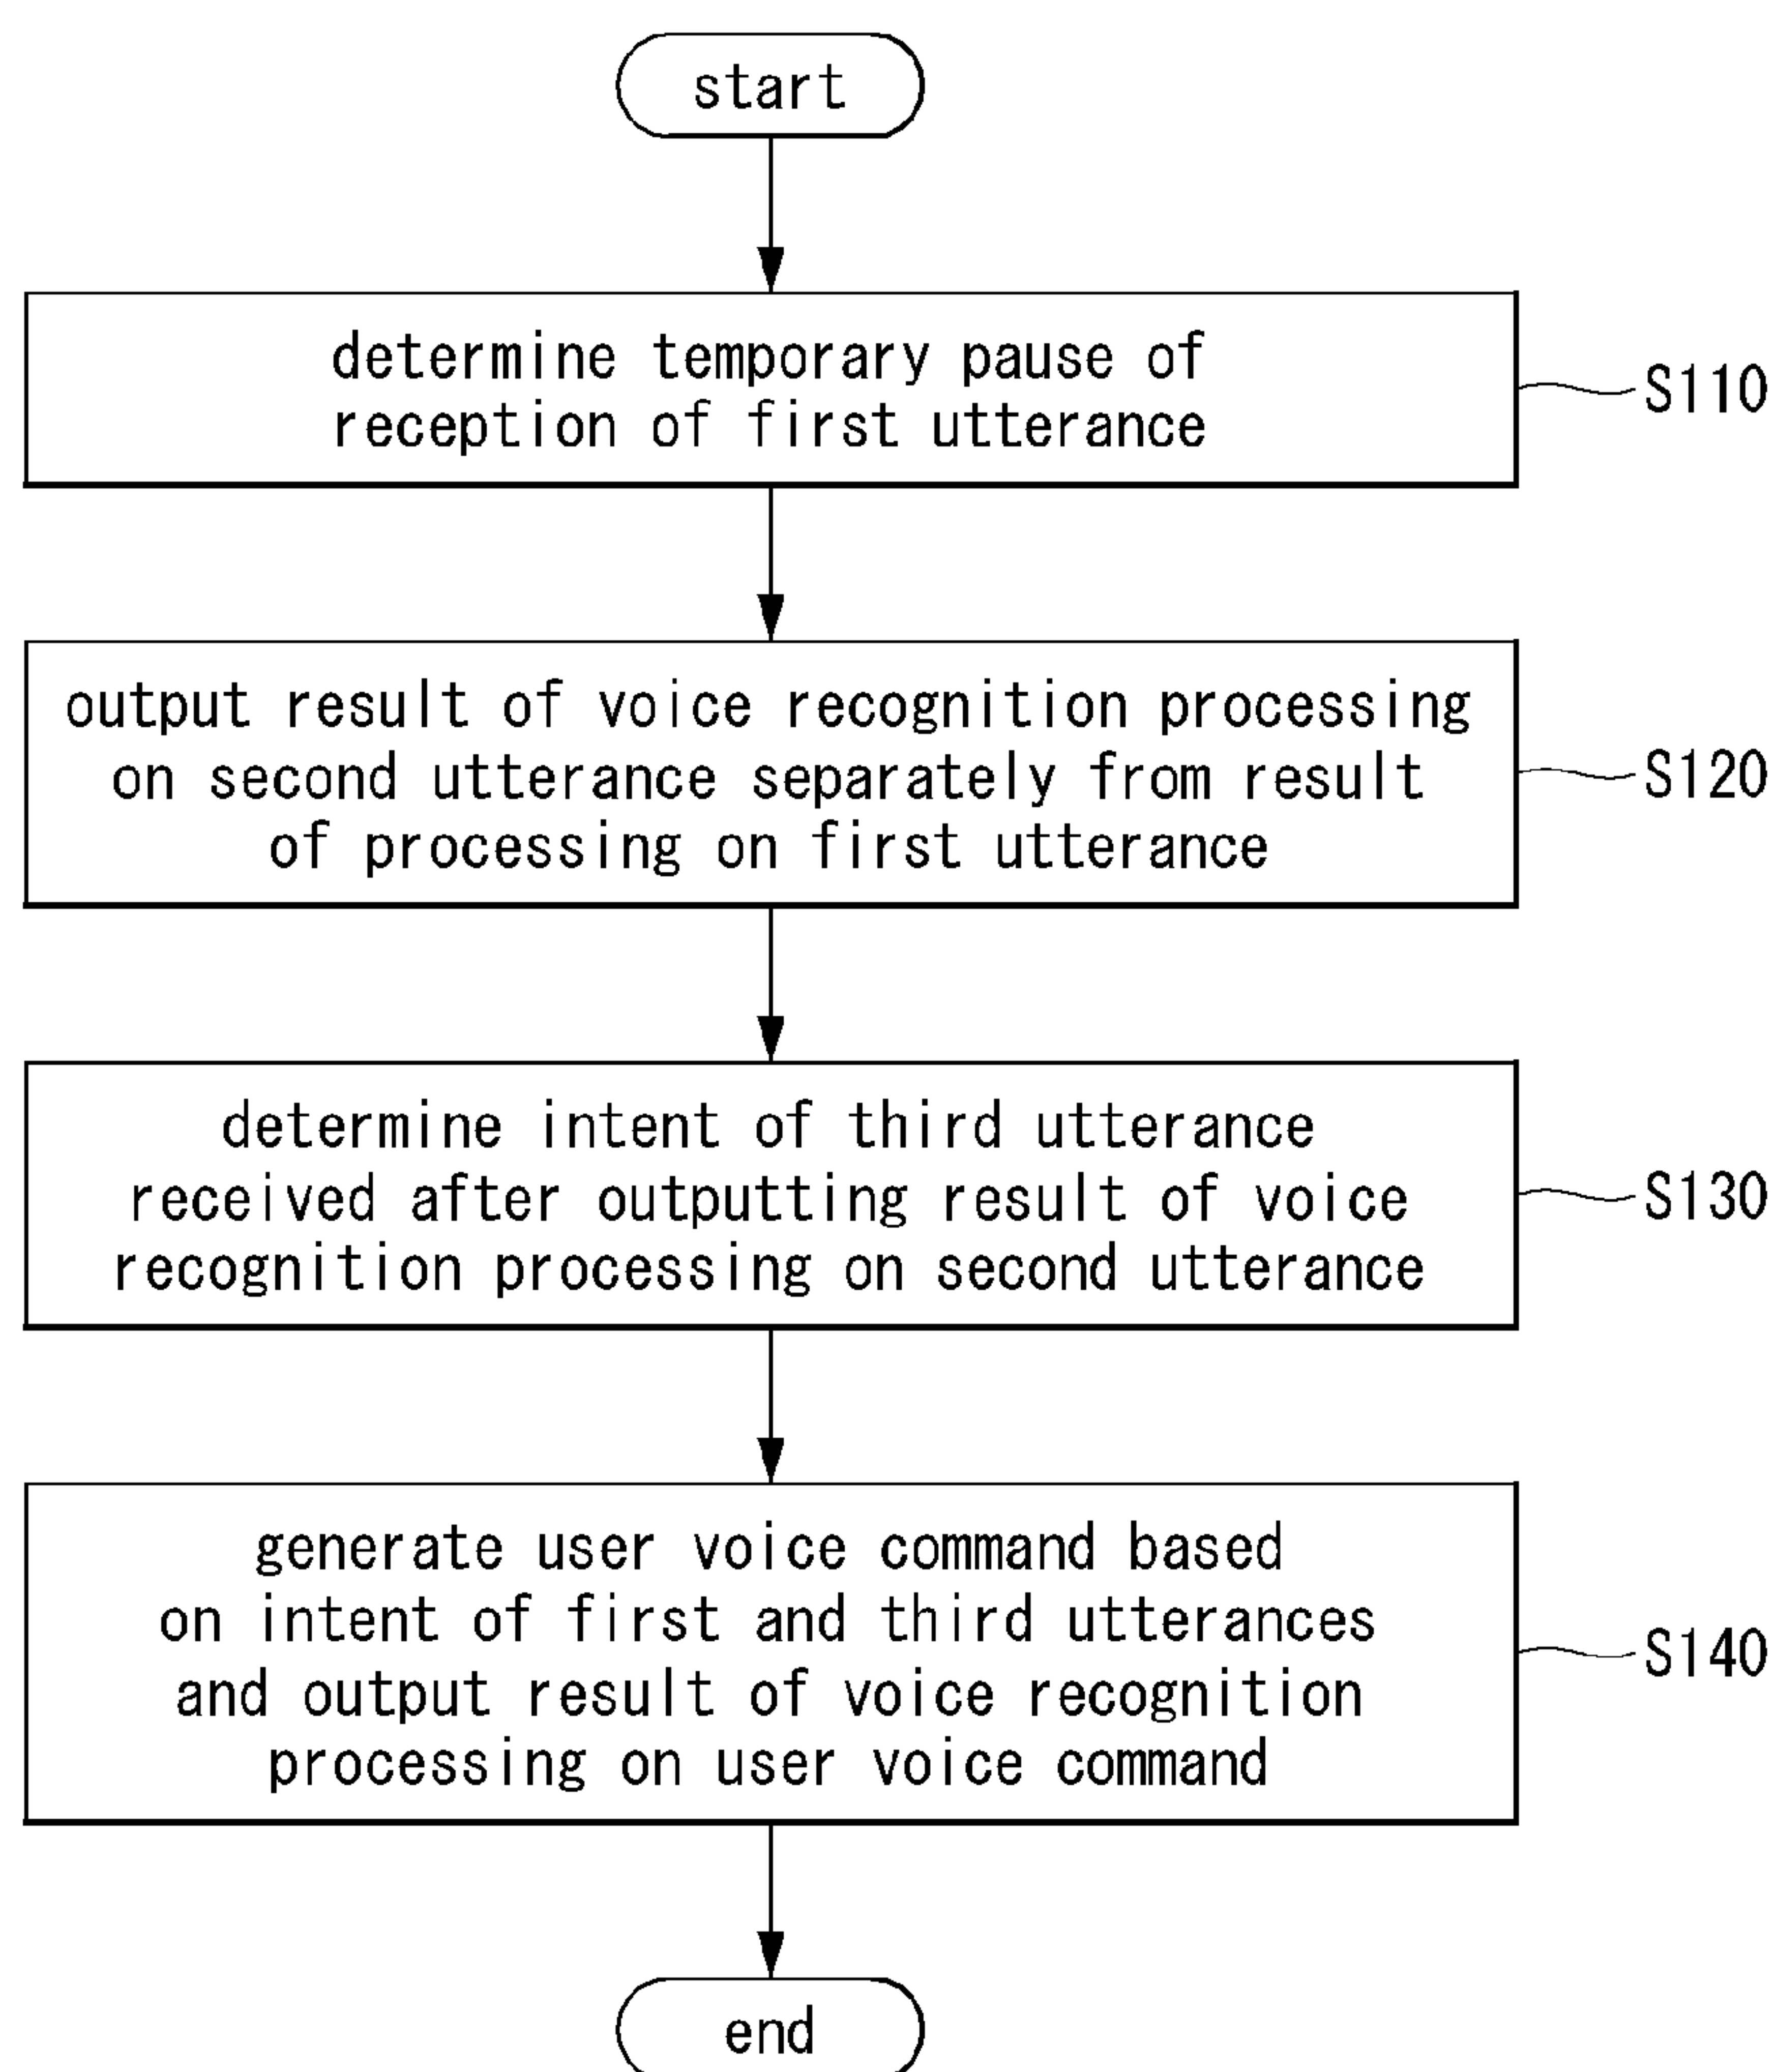 start
determine temporary pause of
reception of first utterance
S110
output result of voice recognition processing
on second utterance separately from result
of processing on first utterance
S120
determine intent of third utterance
received after outputting result of voice
recognition processing on second utterance
S130
generate user voice command based
on intent of first and third utterances
and output result of voice recognition
processing on user voice command
S140
end